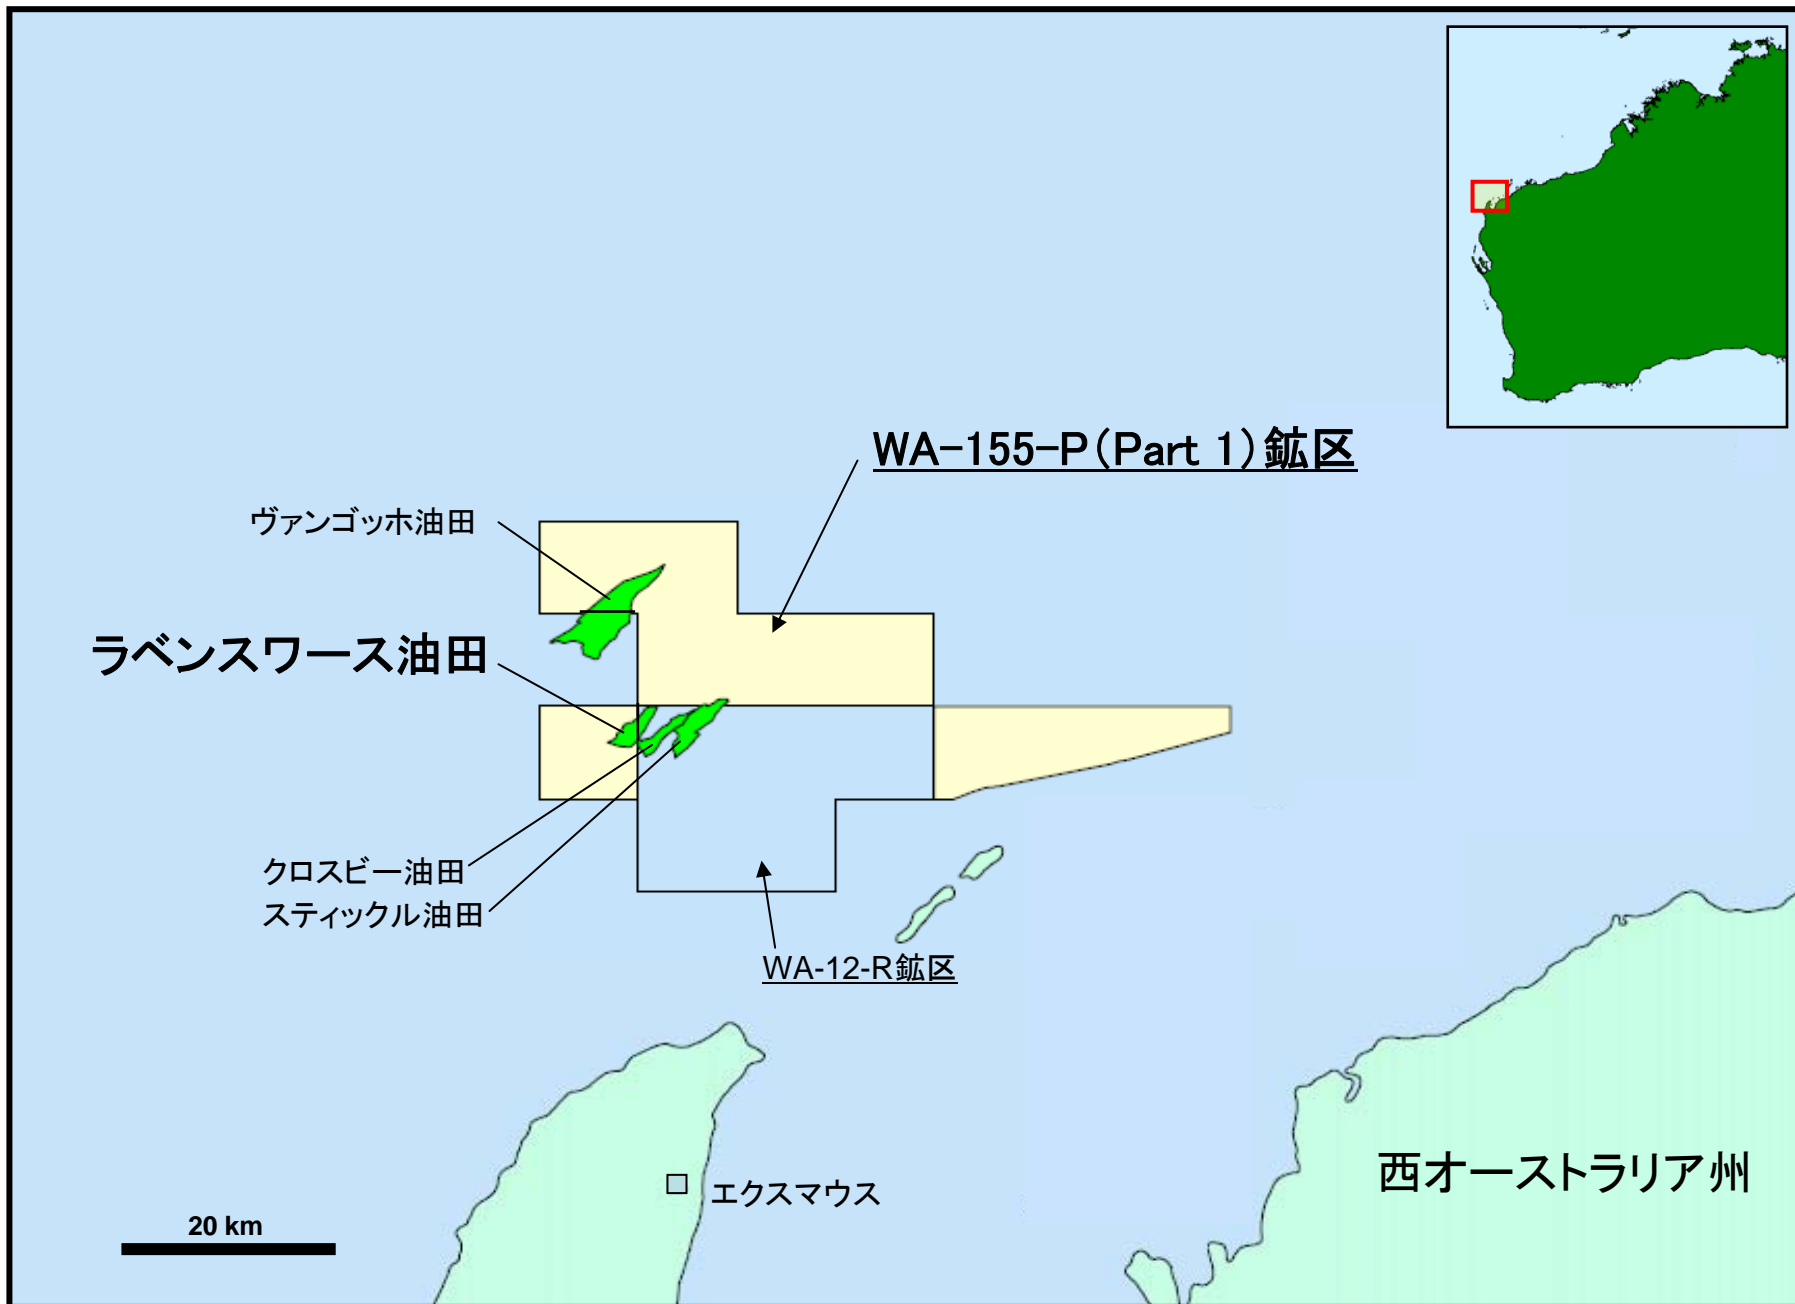 WA-155-P(Part 1)鉱区
ヴァンゴッホ油田
ラベンスワース油田
クロスビー油田
スティックル油田
WA-12-R鉱区
西オーストラリア州
エクスマウス
20 km